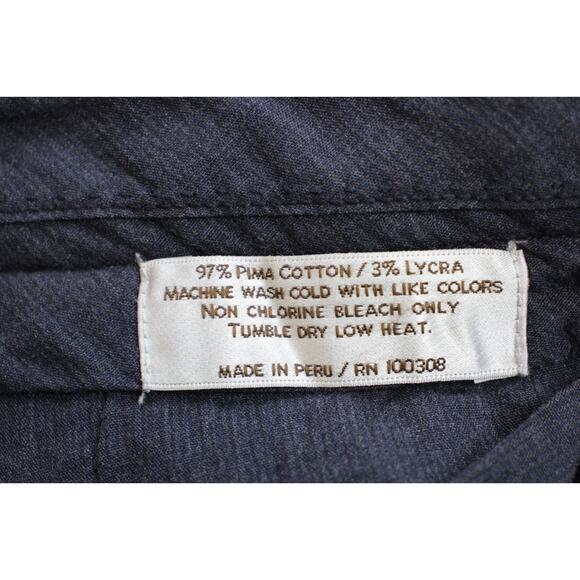 97% PIMA COTTON / 3% LYCRA
MACHINE WASH COLD WITH LIKE COLORS
NON CHLORINE BLEACH ONLY
TUMBLE DRY LOW HEAT.
MADE IN PERU / RN 100308